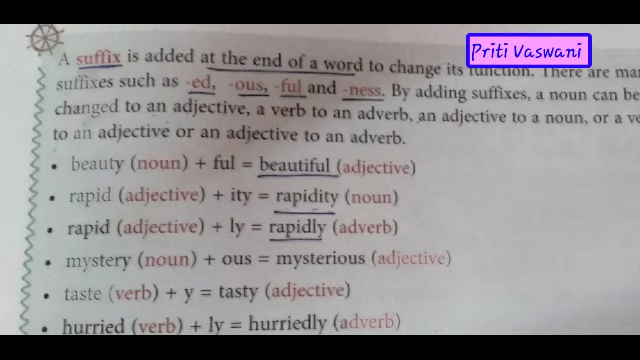 Priti Vaswani
A suffix is added at the end of a word to change its function. There are
suffixes such as -ed, -ous, -ful and -ness. By adding suffixes, a noun can be
changed to an adjective, a verb to an adverb, an adjective to a noun, or a
to an adjective or an adjective to an adverb.
• beauty (noun) + ful = beautiful (adjective)
• rapid (adjective) + ity = rapidity (noun)
• rapid (adjective) + ly = rapidly (adverb)
• mystery (noun) + ous = mysterious (adjective)
• taste (verb) + y = tasty (adjective)
• hurried (verb) + ly = hurriedly (adverb)